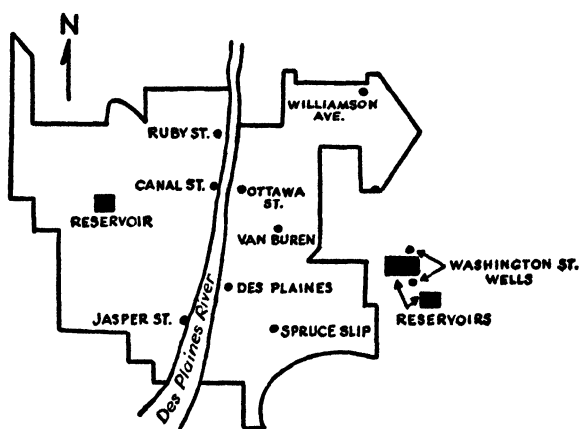 N
WILLIAMSON
AVE.
RUBY ST.
CANAL ST.
OTTAWA
ST.
RESERVOIR
VAN BUREN
WASHINGTON ST.
WELLS
DES PLAINES
RESERVOIRS
JASPER ST.
SPRUCE SLIP
Des Plaines River